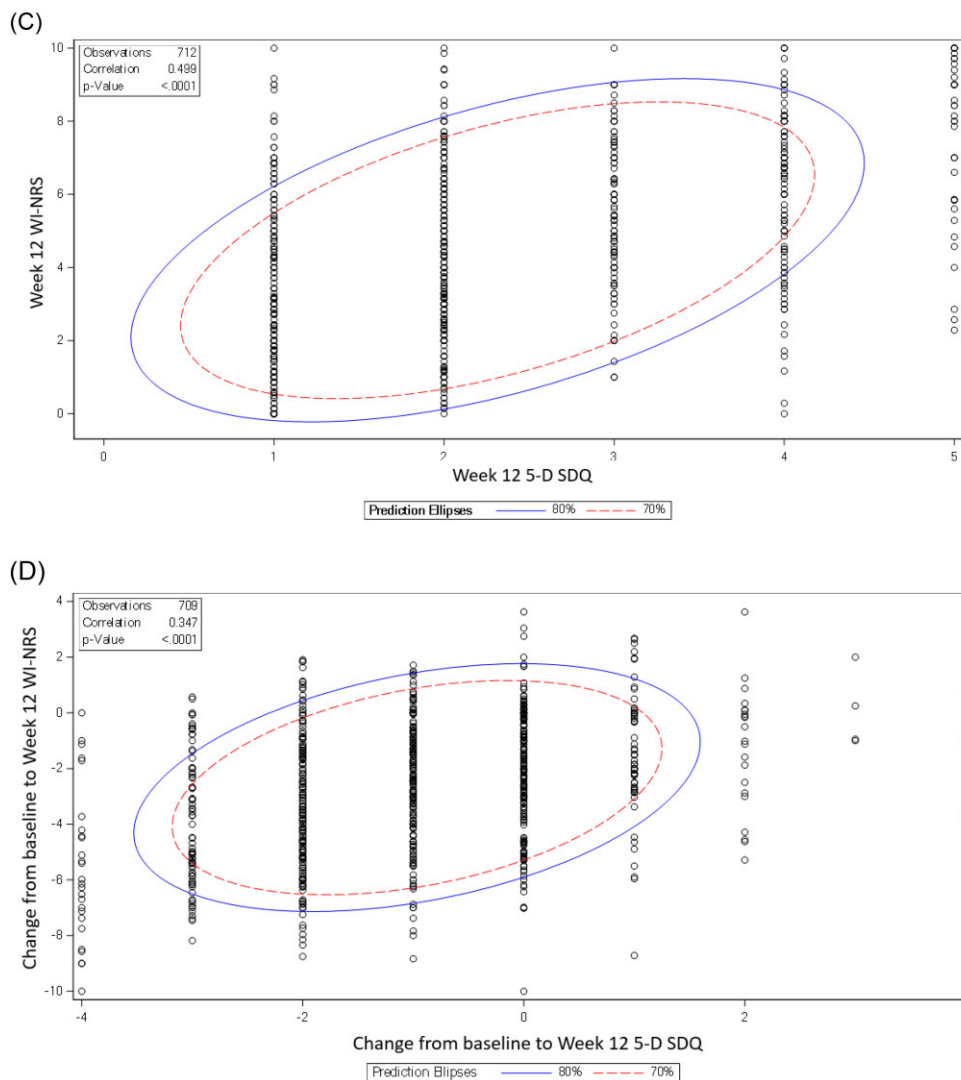 (C)
Observations 712
Correlation 0.499
p-Value <.0001
10
8
6
4
2
0
Week 12 WI-NRS
0 1 2 3 4 5
Week 12 5-D SDQ
Prediction Ellipses 80% 70%
(D)
Observations 709
Correlation 0.347
p-Value <.0001
4
2
0
-2
-4
-6
-8
-10
Change from baseline to Week 12 WI-NRS
-4 -2 0 2
Change from baseline to Week 12 5-D SDQ
Prediction Ellipses 80% 70%